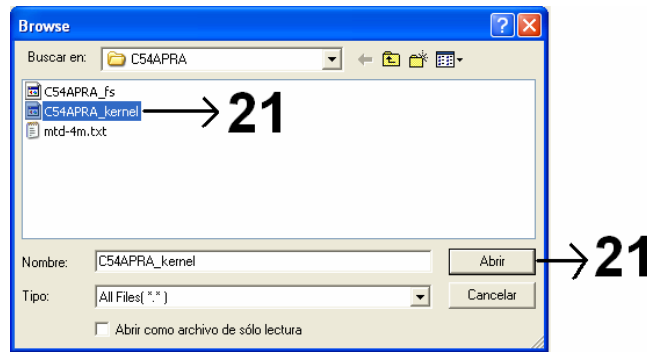 Browse
Buscar en: C54APRA
C54APRA_fs
C54APRA_kernel 21
mtd-4m.txt
Nombre: C54APRA_kernel Abrir 21
Tipo: All Files( *.* ) Cancelar
Abrir como archivo de sólo lectura